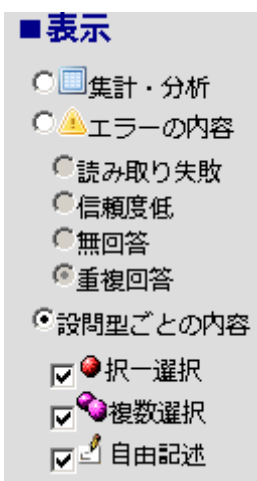 ■表示
集計・分析
エラーの内容
読み取り失敗
信頼度低
無回答
重複回答
設問型ごとの内容
択一選択
複数選択
自由記述